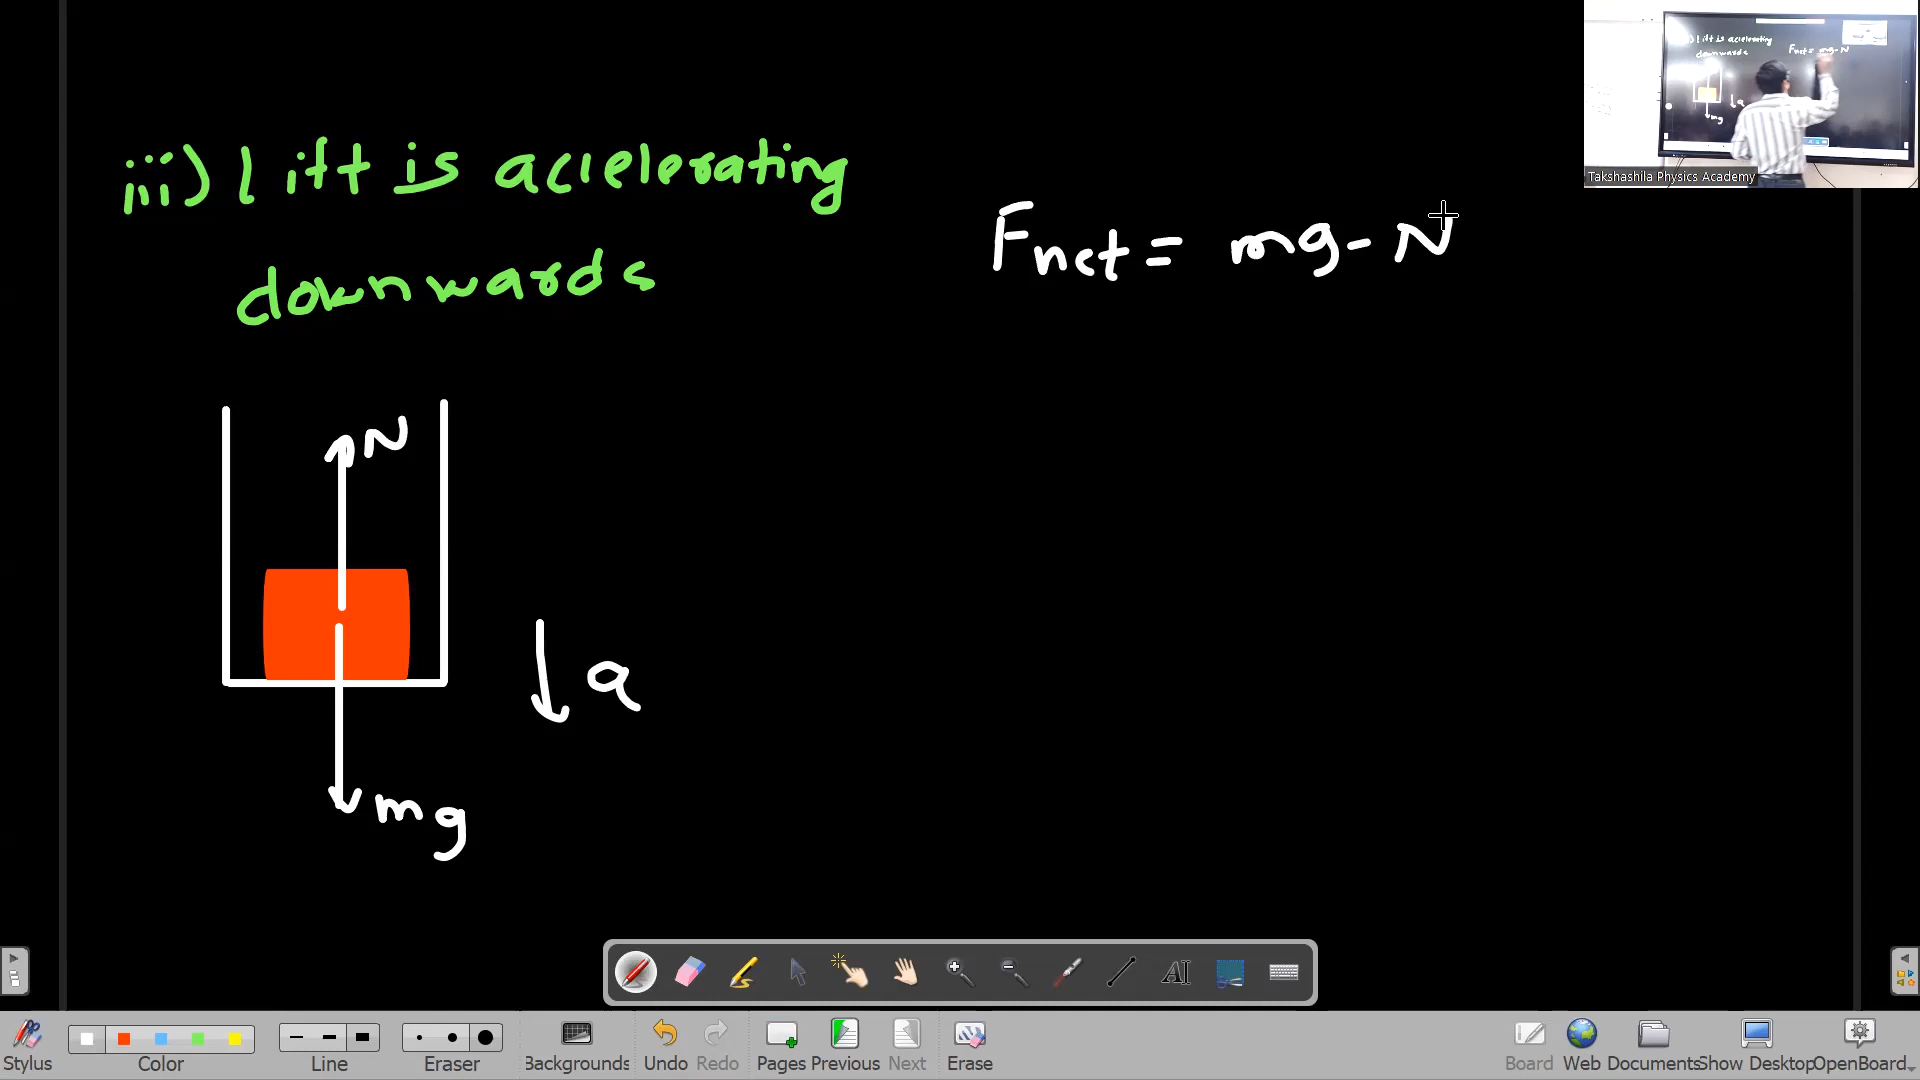 iii) lift is accelerating
downwards
Fnet = mg - N
N
a
mg
Takshashila Physics Academy
Stylus
Color
Line
Eraser
Backgrounds
Undo
Redo
Pages
Previous
Next
Erase
Board
Web
Documents
Show Desktop
OpenBoard